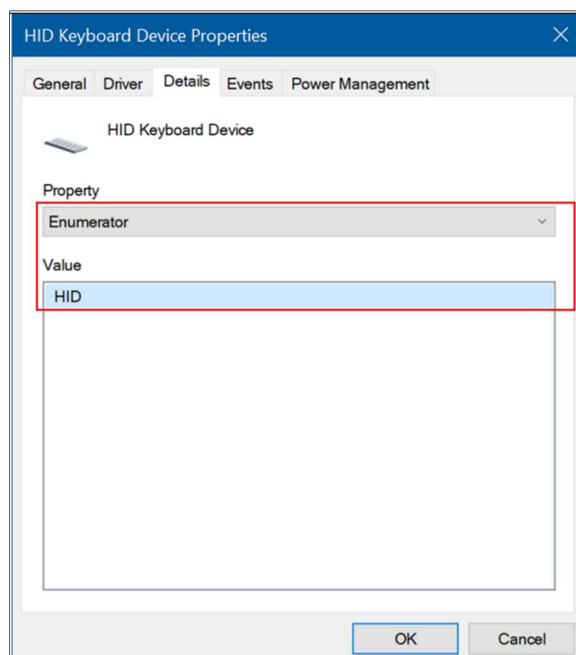 HID Keyboard Device Properties
General Driver Details Events Power Management
HID Keyboard Device
Property
Enumerator
Value
HID
OK Cancel